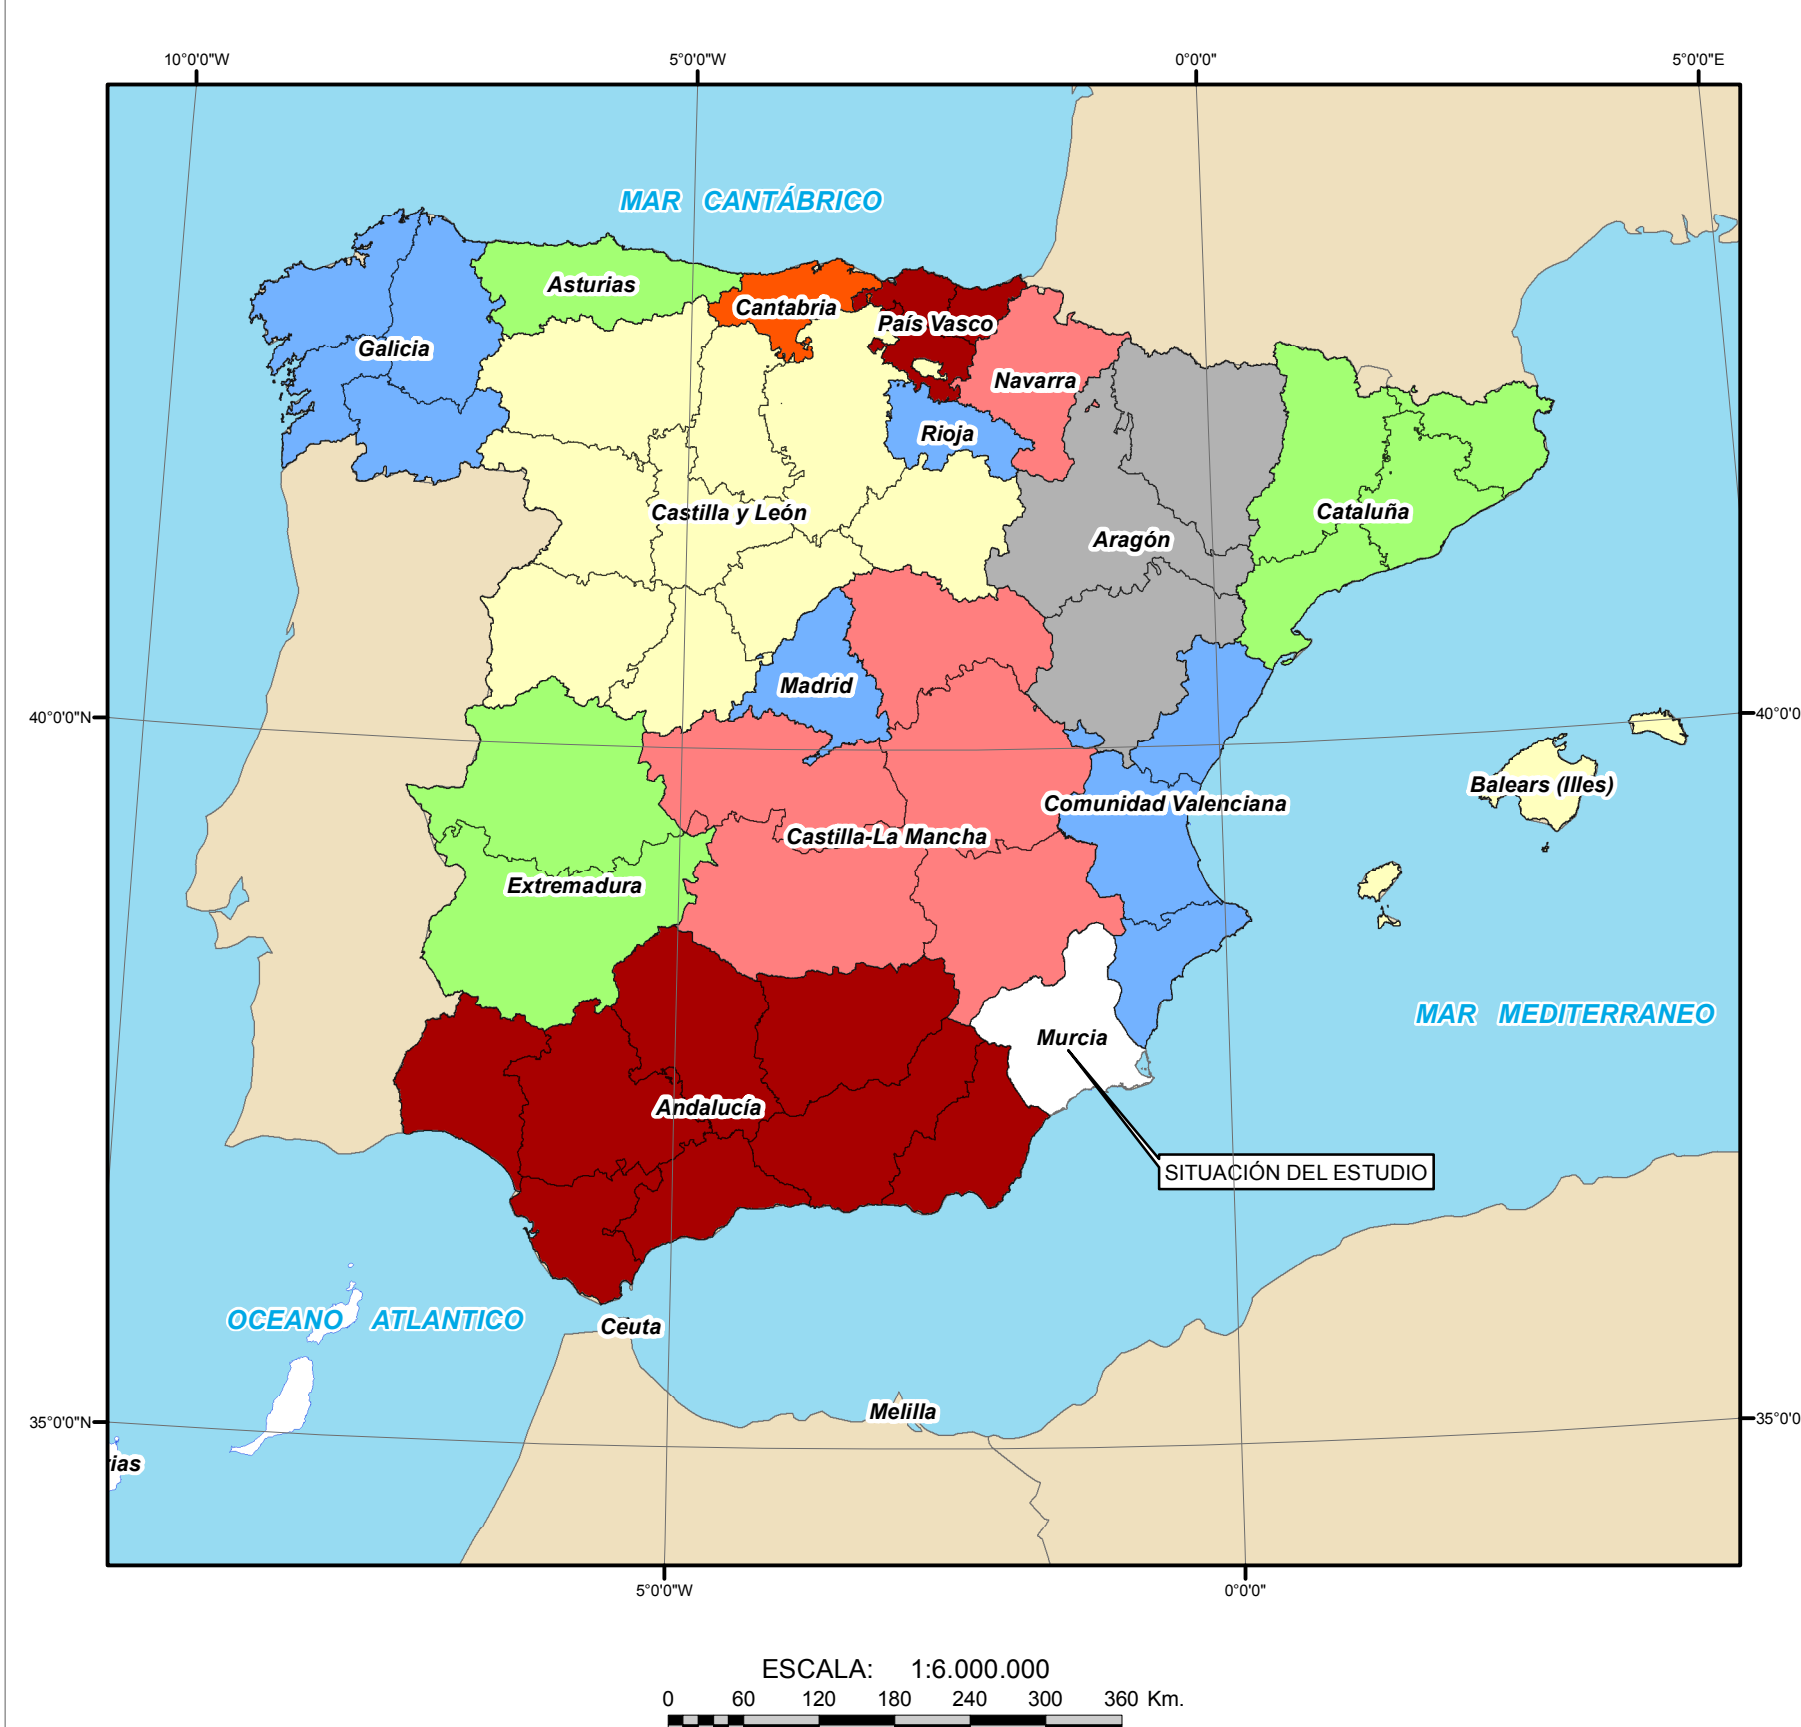 10°0'0"W 5°0'0"W 0°0'0" 5°0'0"E
MAR CANTÁBRICO
Asturias
Cantabria
País Vasco
Galicia
Navarra
Rioja
Castilla y León
Cataluña
Aragón
Madrid
40°0'0"N 40°0'0
Balears (Illes)
Comunidad Valenciana
Castilla-La Mancha
Extremadura
MAR MEDITERRANEO
Murcia
Andalucía
SITUACIÓN DEL ESTUDIO
OCEANO ATLANTICO
Ceuta
Melilla
35°0'0"N 35°0'0
rias
5°0'0"W 0°0'0"
ESCALA: 1:6.000.000
0 60 120 180 240 300 360 Km.